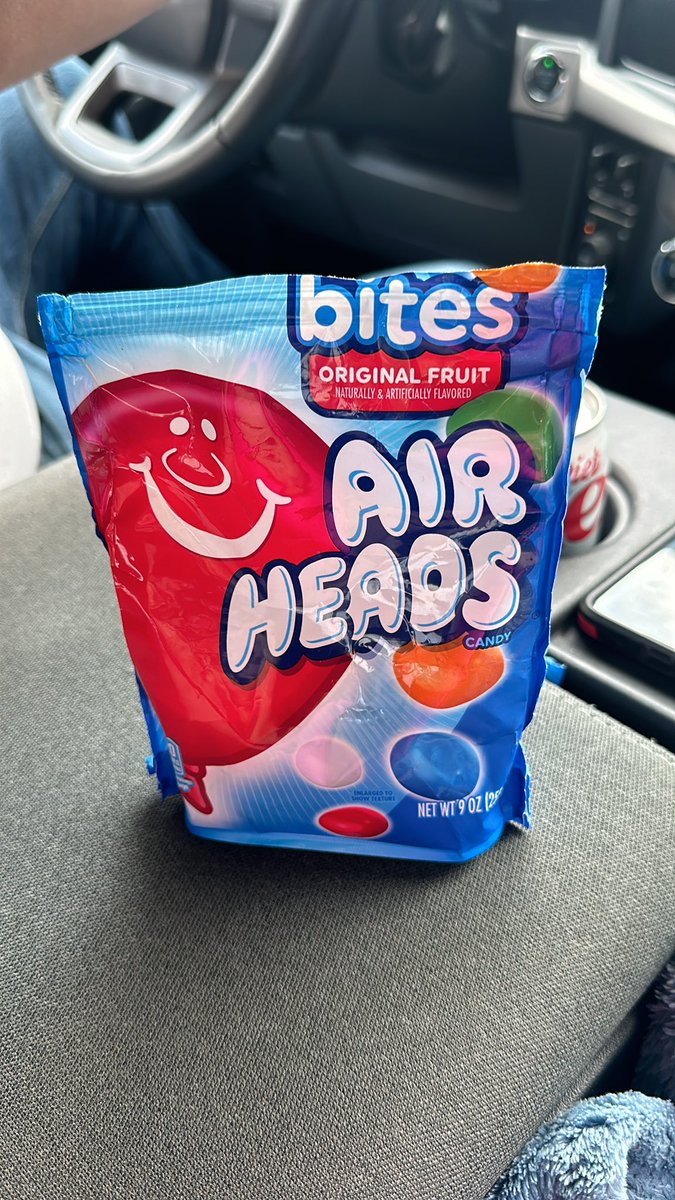 bites
ORIGINAL FRUIT
NATURALLY & ARTIFICIALLY FLAVORED
AIR
HEADS
CANDY
ENLARGED TO
SHOW TEXTURE
NET WT 9 OZ